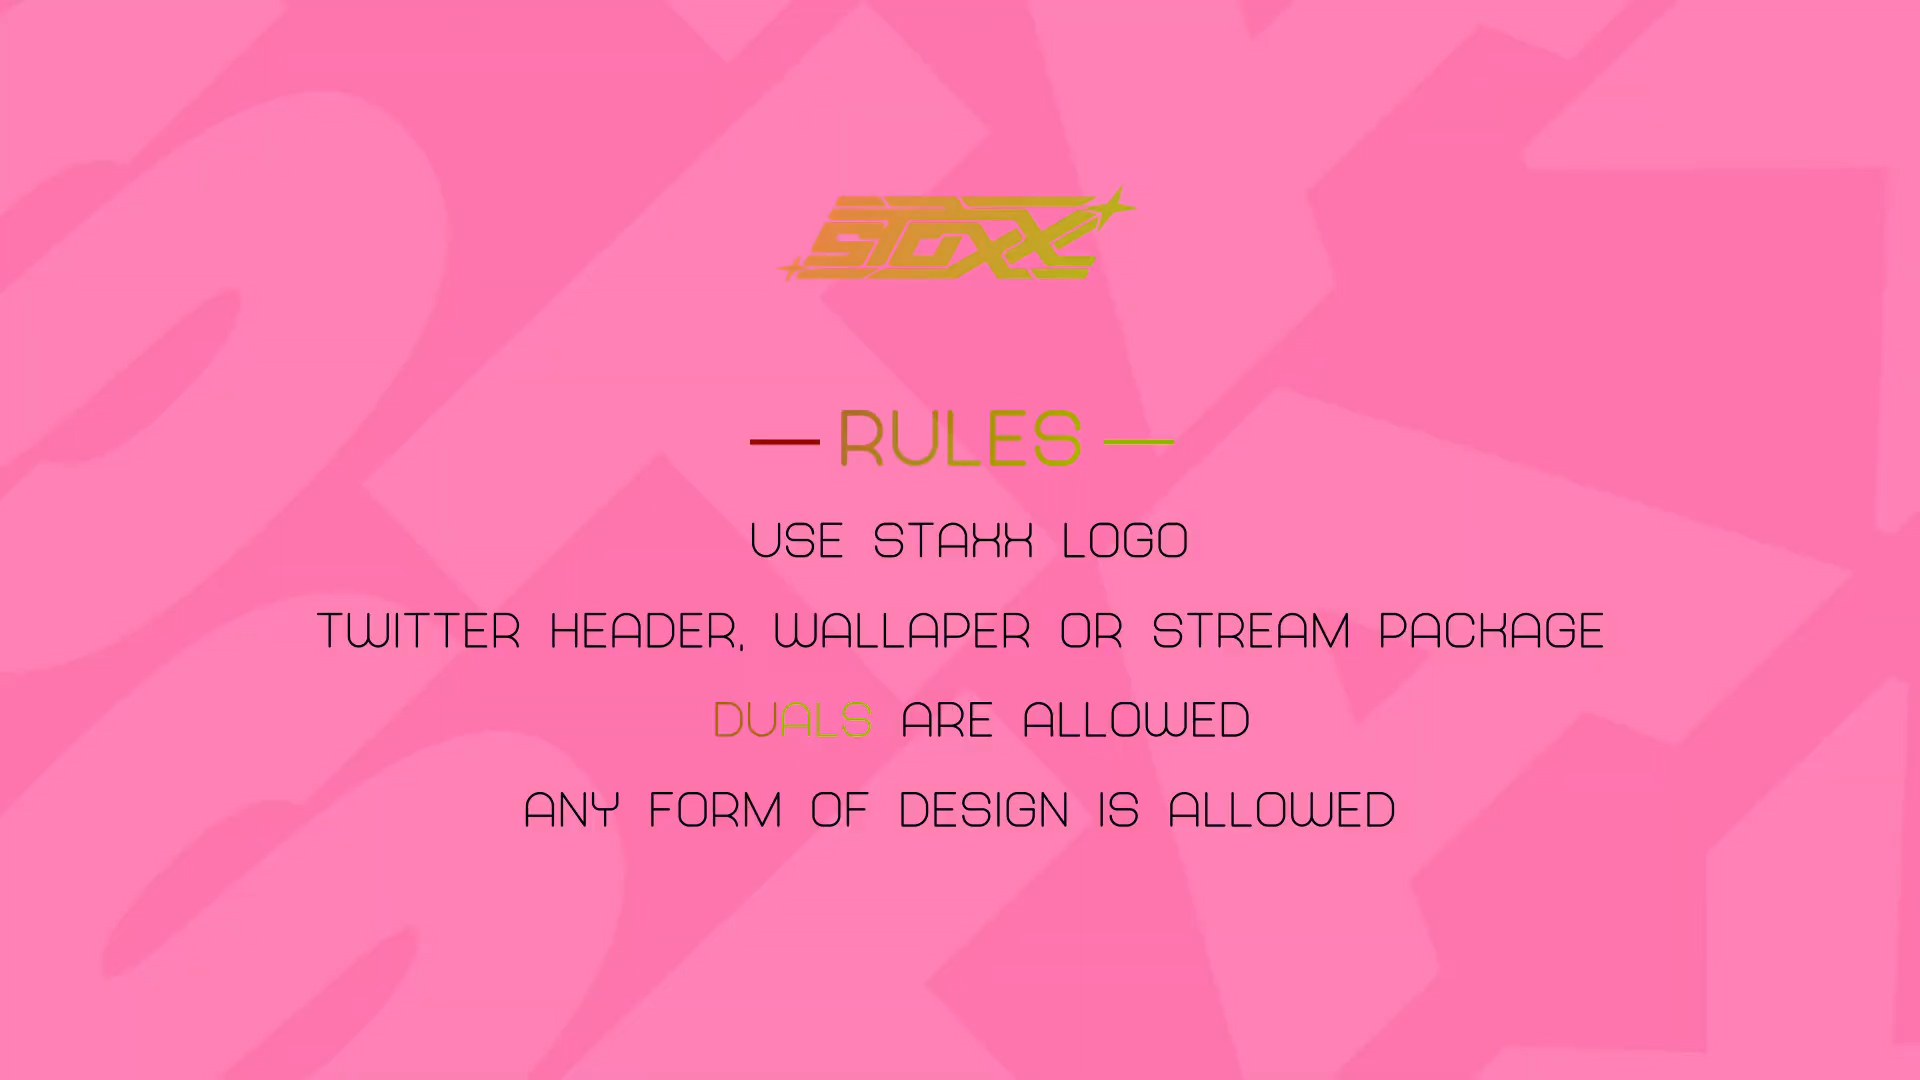 STAXX
RULES
USE STAXX LOGO
TWITTER HEADER, WALLAPER OR STREAM PACKAGE
DUALS ARE ALLOWED
ANY FORM OF DESIGN IS ALLOWED